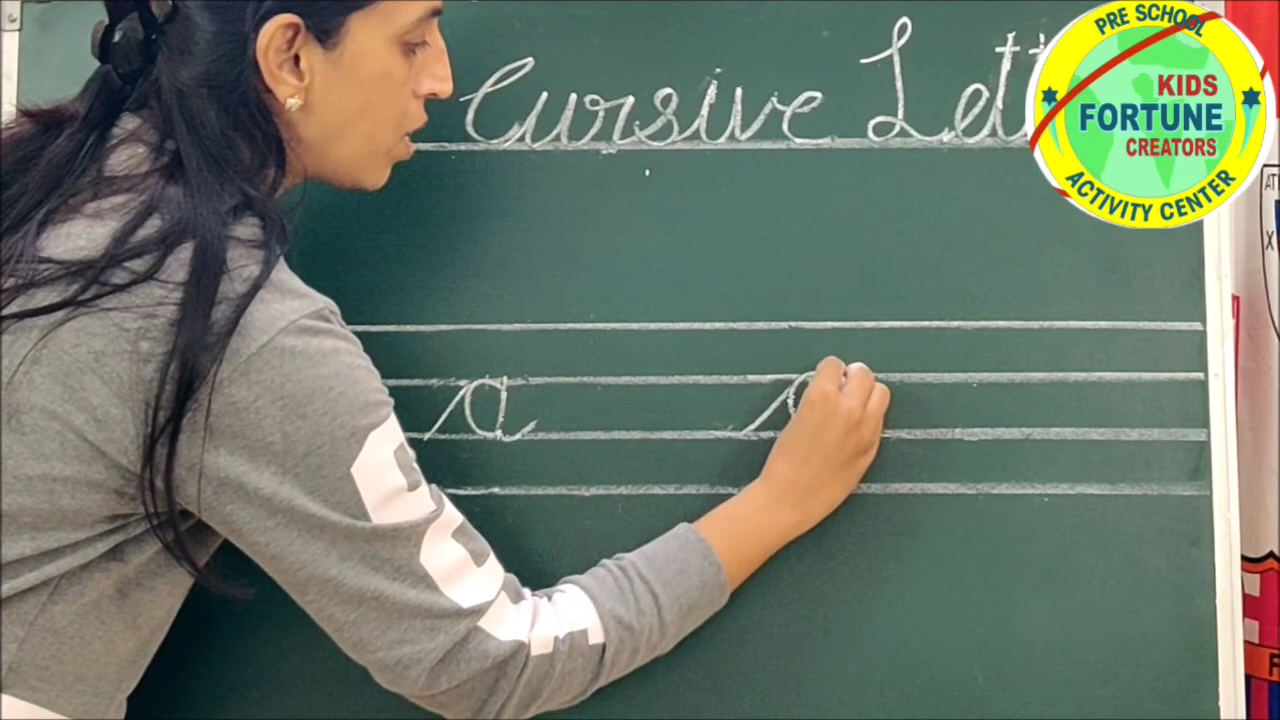 Cursive Lett
PRE SCHOOL
KIDS
FORTUNE
CREATORS
ACTIVITY CENTER
a